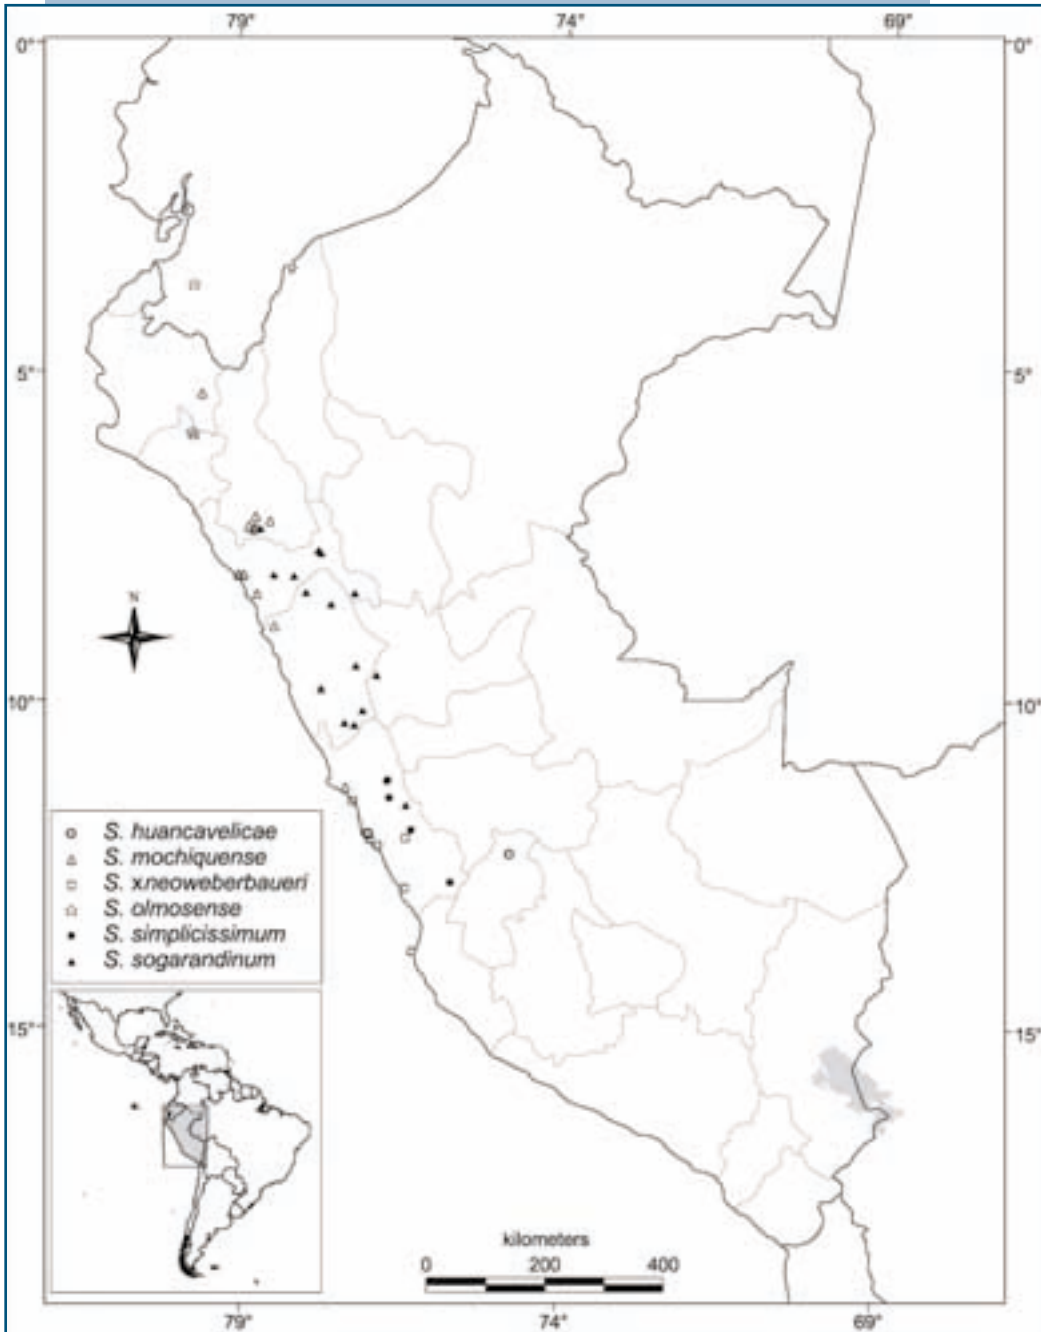 79° 74° 69°
0° 0°
5° 5°
N
10° 10°
S. huancavelicae
S. mochiquense
S. xneoweberbaueri
S. olmosense
S. simplicissimum
S. sogarandinum
15° 15°
kilometers
0 200 400
79° 74° 69°